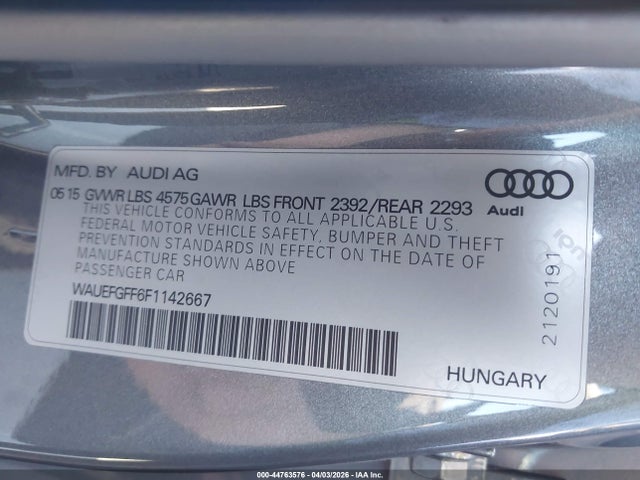 MFD. BY AUDI AG
05 15 GVWR LBS 4575 GAWR LBS FRONT 2392/REAR 2293
THIS VEHICLE CONFORMS TO ALL APPLICABLE U.S.
FEDERAL MOTOR VEHICLE SAFETY, BUMPER AND THEFT
PREVENTION STANDARDS IN EFFECT ON THE DATE OF
MANUFACTURE SHOWN ABOVE
PASSENGER CAR
WAUEFGFF6F1142667
Audi
2120191
HUNGARY
000-44763576 - 04/03/2026 - IAA, Inc.